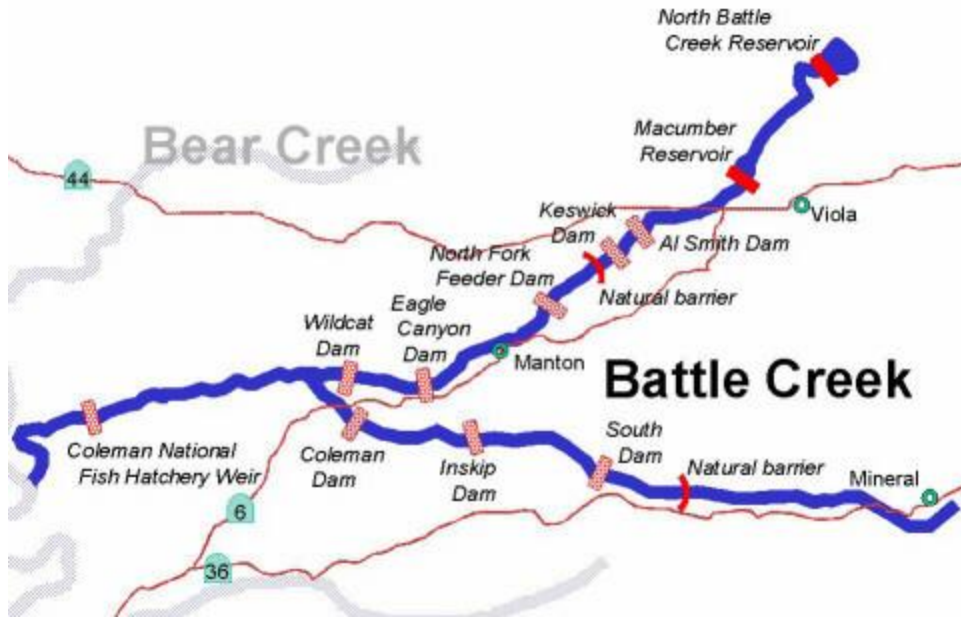 North Battle
Creek Reservoir
Bear Creek
Macumber
Reservoir
44
Keswick
Dam
Viola
Al Smith Dam
North Fork
Feeder Dam
Natural barrier
Eagle
Canyon
Dam
Wildcat
Dam
Manton
Battle Creek
Coleman National
Fish Hatchery Weir
Coleman
Dam
Inskip
Dam
South
Dam
Natural barrier
Mineral
6
36